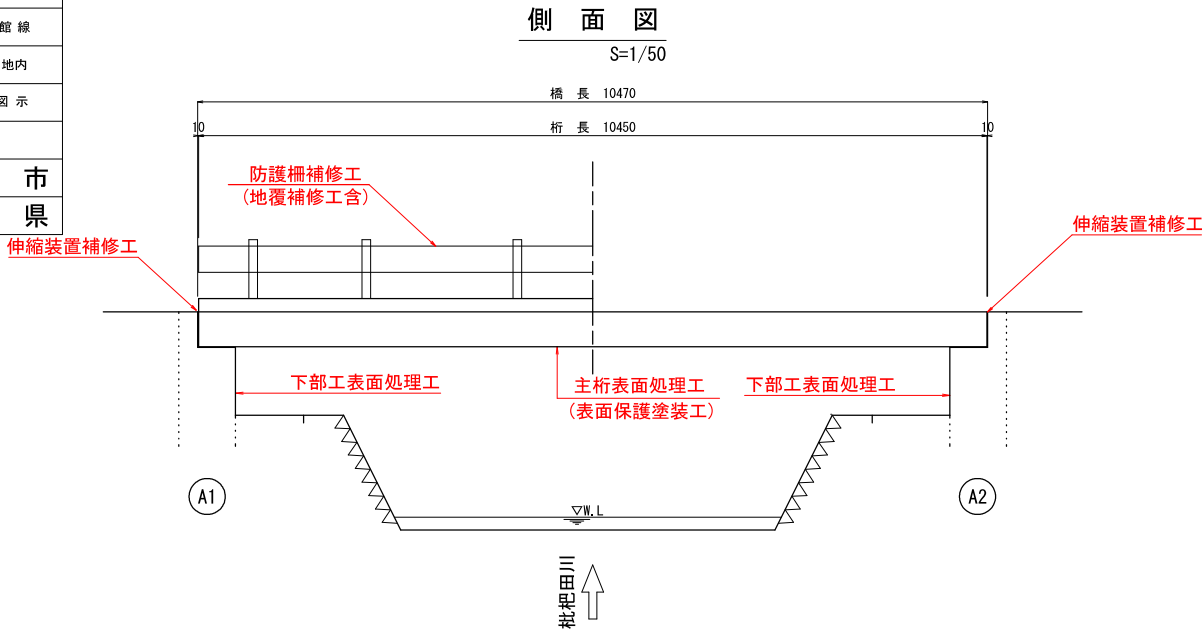 側面図
S=1/50
館線
地内
図示
市
県
橋長 10470
10
桁長 10450
10
防護柵補修工
(地覆補修工含)
伸縮装置補修工
伸縮装置補修工
下部工表面処理工
主桁表面処理工
(表面保護塗装工)
下部工表面処理工
A1
A2
▽W.L
枇杷田川